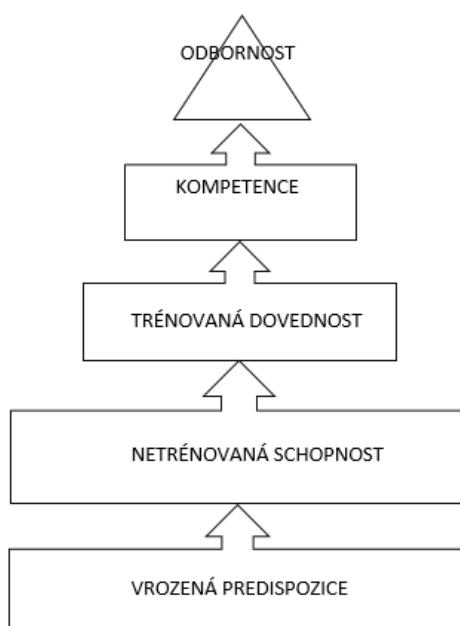 ODBORNOST
KOMPETENCE
TRÉNOVANÁ DOVEDNOST
NETRÉNOVANÁ SCHOPNOST
VROZENÁ PREDISPOZICE